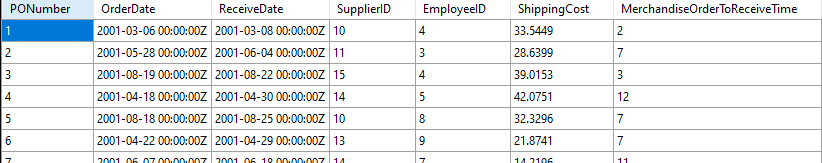 PONumber OrderDate ReceiveDate SupplierID EmployeeID ShippingCost MerchandiseOrderToReceiveTime
1 2001-03-06 00:00:00Z 2001-03-08 00:00:00Z 10 4 33.5449 2
2 2001-05-28 00:00:00Z 2001-06-04 00:00:00Z 11 3 28.6399 7
3 2001-08-19 00:00:00Z 2001-08-22 00:00:00Z 15 4 39.0153 3
4 2001-04-18 00:00:00Z 2001-04-30 00:00:00Z 14 5 42.0751 12
5 2001-08-18 00:00:00Z 2001-08-25 00:00:00Z 10 8 32.3296 7
6 2001-04-22 00:00:00Z 2001-04-29 00:00:00Z 13 9 21.8741 7
7 2001-06-07 00:00:00Z 2001-06-18 00:00:00Z 14 7 14.2196 11